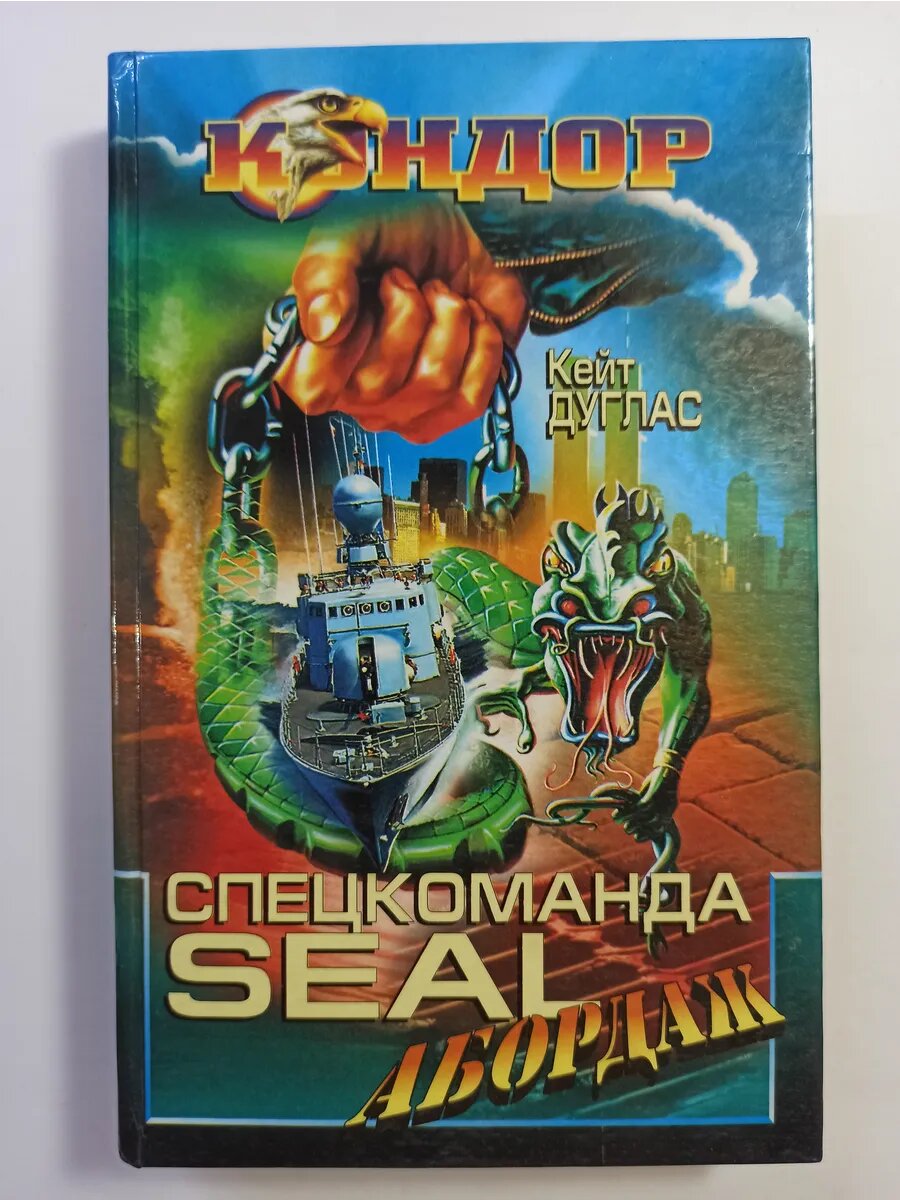 КОНДОР
Кейт
ДУГЛАС
СПЕЦКОМАНДА
SEAL
АБОРДАЖ